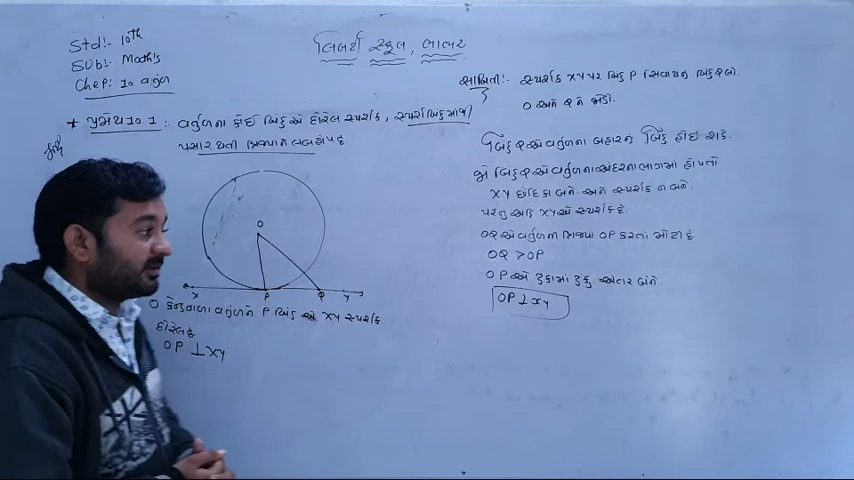 Std:- 10th
Sub:- Math's
Chep: 10 વર્તુળ
લિબર્ટી સ્કૂલ, લાલર
* પ્રમેય 10.1 :- વર્તુળના કોઈ બિંદુએ દોરેલ સ્પર્શક, સ્પર્શબિંદુમાંથી
પસાર થતી ત્રિજ્યાને લંબ હોય છે.
O
X P Q Y
O કેન્દ્રવાળા વર્તુળને P બિંદુ એ XY સ્પર્શક
દોરેલ છે.
OP ⊥ XY
સાબિતી:- સ્પર્શક XY પર બિંદુ P સિવાયનું બિંદુ Q લો.
O અને Q ને જોડો.
બિંદુ Q એ વર્તુળના બહારનું બિંદુ હોઈ શકે.
જો બિંદુ Q એ વર્તુળના અંદરના ભાગમાં હોય તો
XY છેદિકા બને. અને સ્પર્શક ન બને.
પરંતુ અહિં XY એ સ્પર્શક છે.
OQ એ વર્તુળની ત્રિજ્યા OP કરતાં મોટી છે.
OQ > OP
OP એ ટુંકામાં ટુંકુ અંતર બંને.
OP ⊥ XY